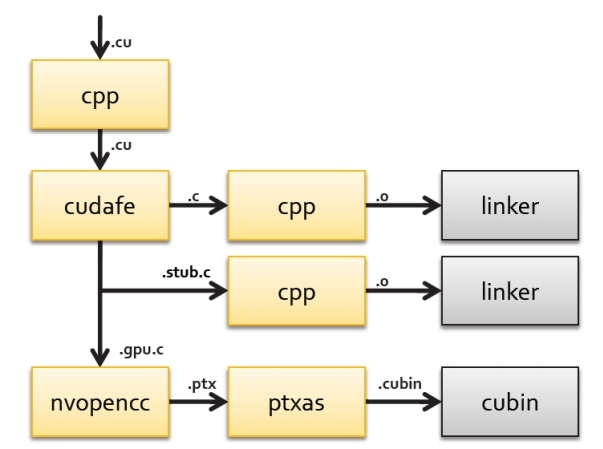 .cu
cpp
.cu
cudafe
.c
cpp
.o
linker
.stub.c
cpp
.o
linker
.gpu.c
nvopencc
.ptx
ptxas
.cubin
cubin